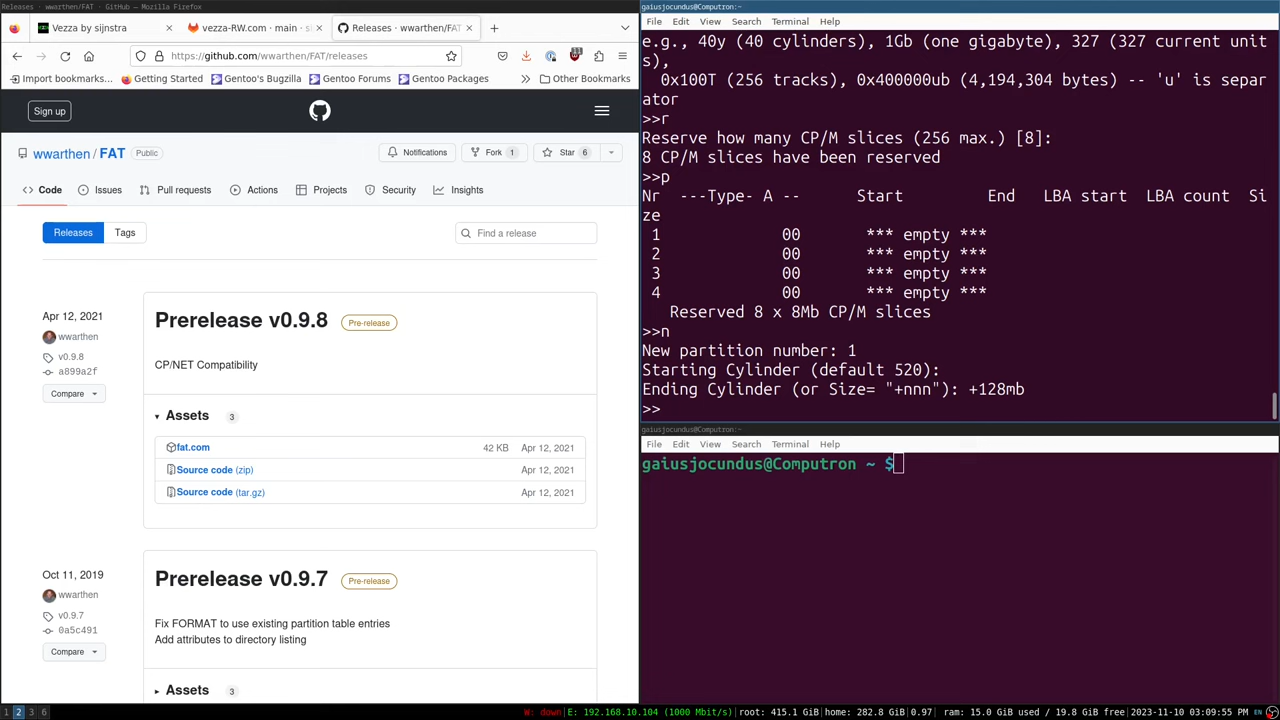 Releases · wwarthen/FAT · GitHub — Mozilla Firefox
Vezza by sijnstra
vezza-RW.com · main · s
Releases · wwarthen/FAT
https://github.com/wwarthen/FAT/releases
Import bookmarks...
Getting Started
Gentoo's Bugzilla
Gentoo Forums
Gentoo Packages
Other Bookmarks
Sign up
wwarthen / FAT Public
Notifications
Fork 1
Star 6
Code
Issues
Pull requests
Actions
Projects
Security
Insights
Releases
Tags
Find a release
Apr 12, 2021
wwarthen
v0.9.8
a899a2f
Compare
Prerelease v0.9.8 Pre-release
CP/NET Compatibility
Assets 3
fat.com 42 KB Apr 12, 2021
Source code (zip) Apr 12, 2021
Source code (tar.gz) Apr 12, 2021
Oct 11, 2019
wwarthen
v0.9.7
0a5c491
Compare
Prerelease v0.9.7 Pre-release
Fix FORMAT to use existing partition table entries
Add attributes to directory listing
Assets 3
gaiusjocundus@Computron:~
File Edit View Search Terminal Help
e.g., 40y (40 cylinders), 1Gb (one gigabyte), 327 (327 current unit
s),
0x100T (256 tracks), 0x400000ub (4,194,304 bytes) -- 'u' is separ
ator
>>r
Reserve how many CP/M slices (256 max.) [8]:
8 CP/M slices have been reserved
>>p
Nr ---Type- A -- Start End LBA start LBA count Si
ze
1 00 *** empty ***
2 00 *** empty ***
3 00 *** empty ***
4 00 *** empty ***
Reserved 8 x 8Mb CP/M slices
>>n
New partition number: 1
Starting Cylinder (default 520):
Ending Cylinder (or Size= "+nnn"): +128mb
>>
gaiusjocundus@Computron:~
File Edit View Search Terminal Help
gaiusjocundus@Computron ~ $
1 2 3 6
W: down|E: 192.168.10.104 (1000 Mbit/s)|root: 415.1 GiB|home: 282.8 GiB|0.97 | ram: 15.0 GiB used / 19.8 GiB free|2023-11-10 03:09:55 PM EN